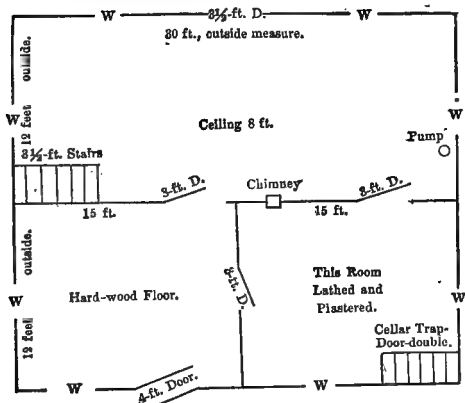 W 3½-ft. D. W
30 ft., outside measure.
12 feet outside.
W
W
Ceiling 8 ft.
Pump
3½-ft. Stairs
3-ft. D.
Chimney
3-ft. D.
15 ft.
15 ft.
12 feet outside.
3-ft. D.
Hard-wood Floor.
This Room
Lathed and
Plastered.
W
W
Cellar Trap-
Door-double.
W
4-ft. Door.
W